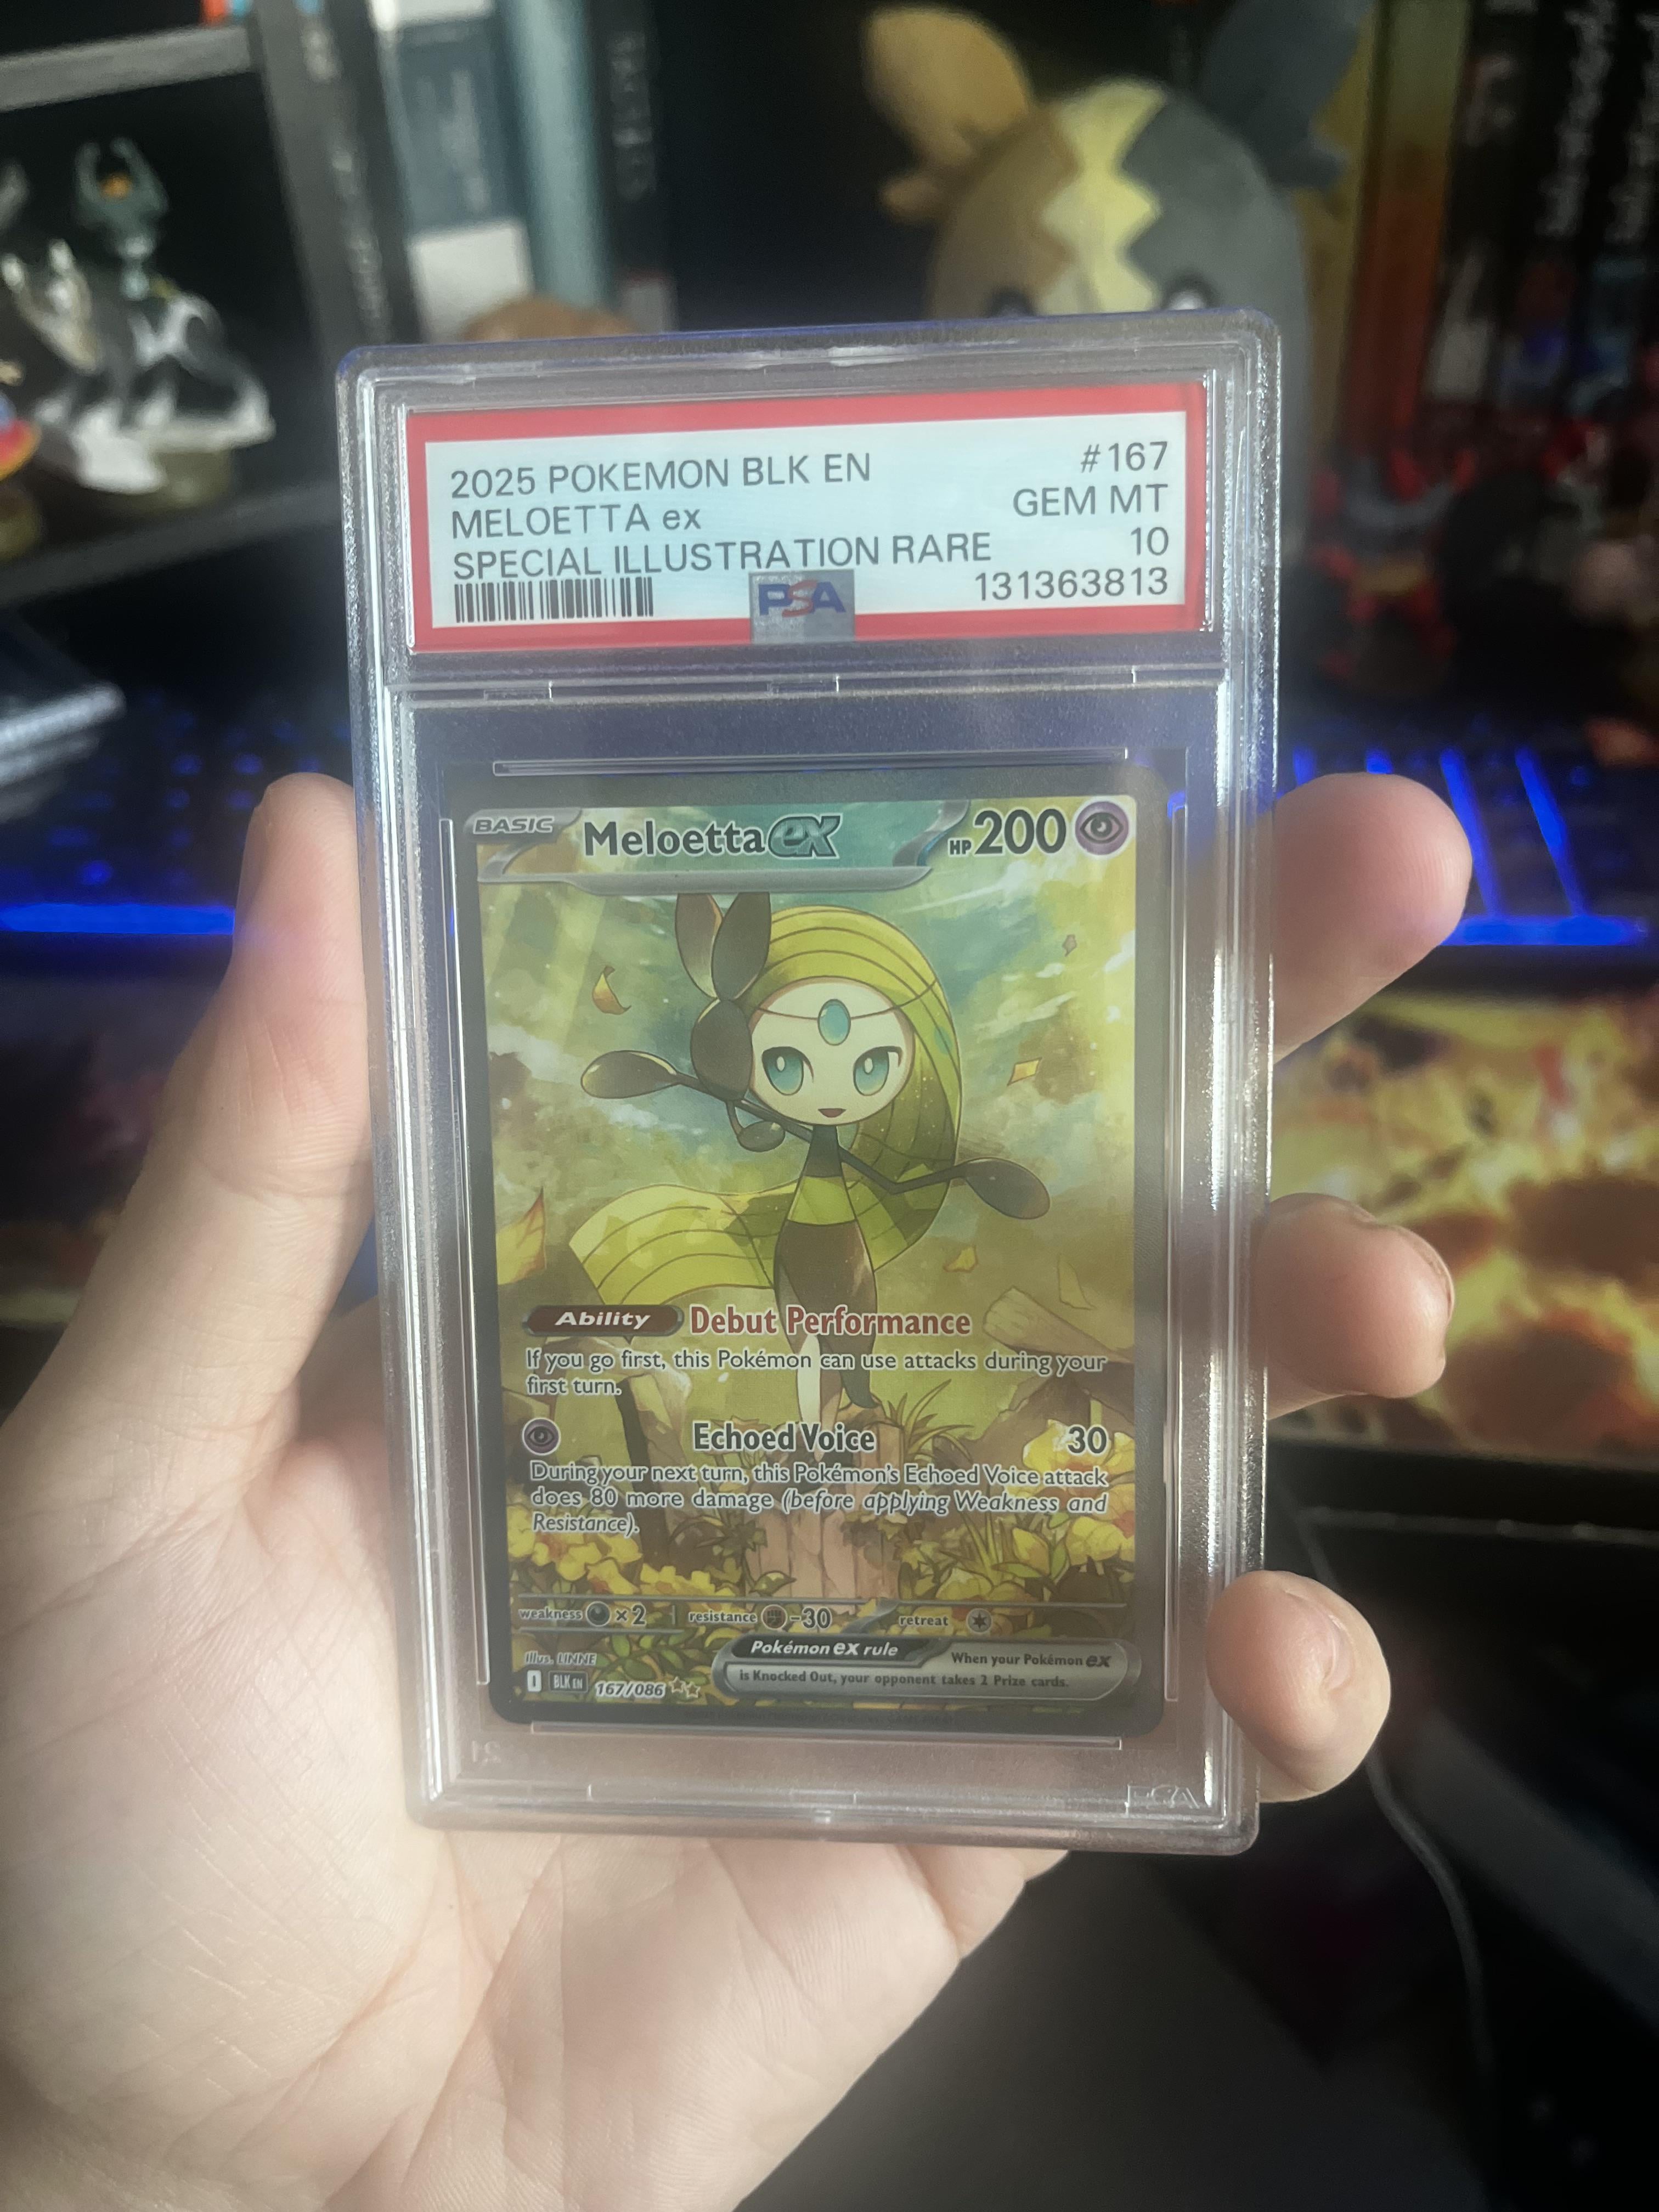 2025 POKEMON BLK EN #167
MELOETTA ex GEM MT
SPECIAL ILLUSTRATION RARE 10
PSA 131363813
BASIC Meloetta ex HP 200
Ability Debut Performance
If you go first, this Pokémon can use attacks during your
first turn.
Echoed Voice 30
During your next turn, this Pokémon's Echoed Voice attack
does 80 more damage (before applying Weakness and
Resistance).
weakness ×2 resistance -30 retreat
Illus. LINNE
Pokémon ex rule When your Pokémon ex
is Knocked Out, your opponent takes 2 Prize cards.
I BLK EN 167/086
PSA